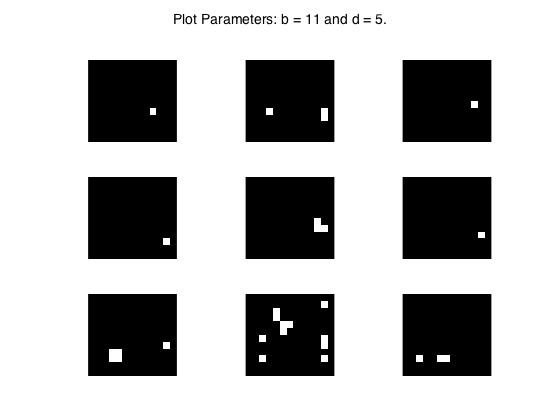 Plot Parameters: b = 11 and d = 5.